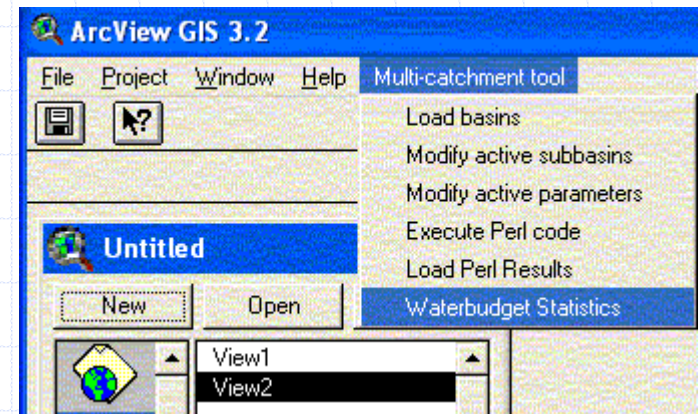 ArcView GIS 3.2
File Project Window Help Multi-catchment tool
Load basins
Modify active subbasins
Modify active parameters
Execute Perl code
Load Perl Results
Waterbudget Statistics
?
Untitled
New Open
View1
View2